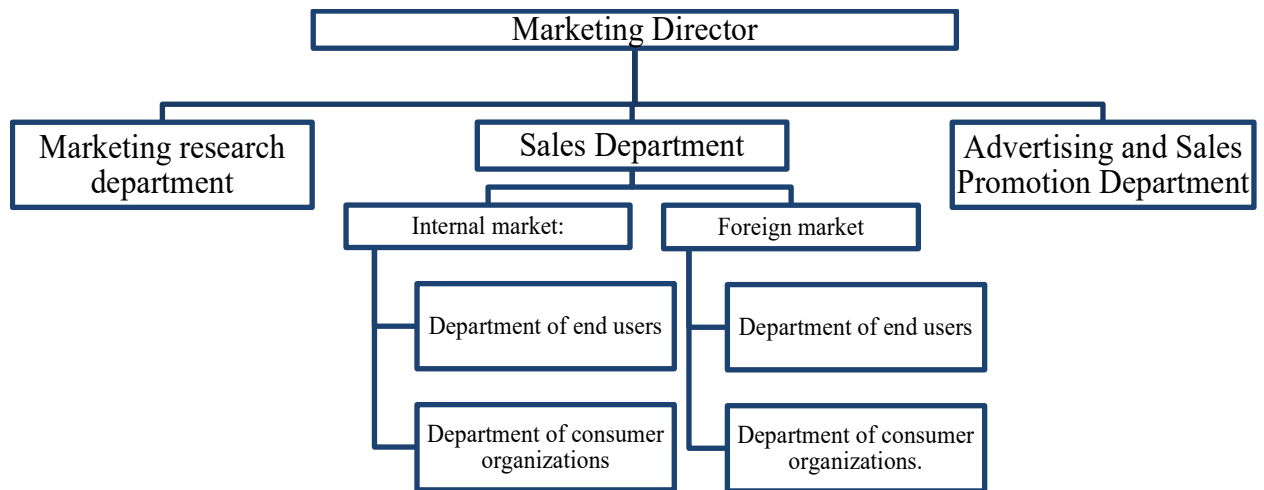 Marketing Director
Marketing research
department
Sales Department
Advertising and Sales
Promotion Department
Internal market:
Foreign market
Department of end users
Department of end users
Department of consumer
organizations
Department of consumer
organizations.